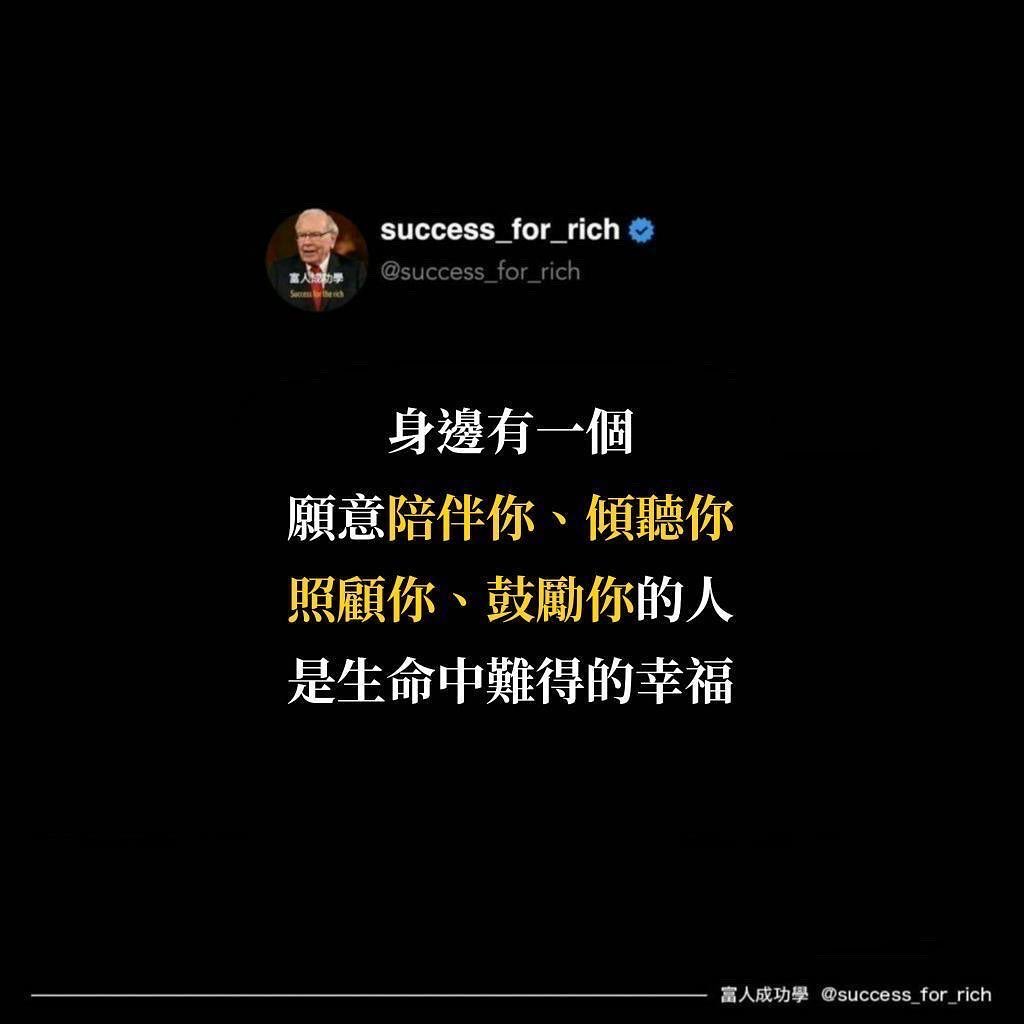 success_for_rich
@success_for_rich
富人成功學
Success for the rich
身邊有一個
願意陪伴你、傾聽你
照顧你、鼓勵你的人
是生命中難得的幸福
富人成功學 @success_for_rich